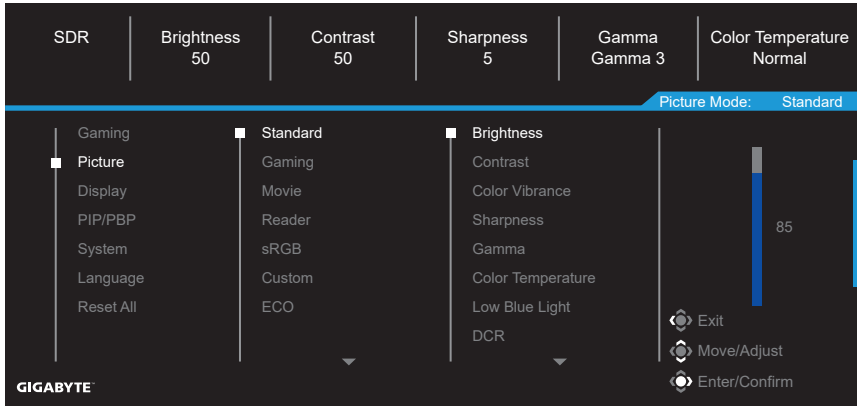 SDR Brightness Contrast Sharpness Gamma Color Temperature
50 50 5 Gamma 3 Normal
Picture Mode: Standard
Gaming Standard Brightness
Picture Gaming Contrast
Display Movie Color Vibrance
PIP/PBP Reader Sharpness
System sRGB Gamma
85
Language Custom Color Temperature
Reset All ECO Low Blue Light
DCR
Exit
Move/Adjust
Enter/Confirm
GIGABYTE™